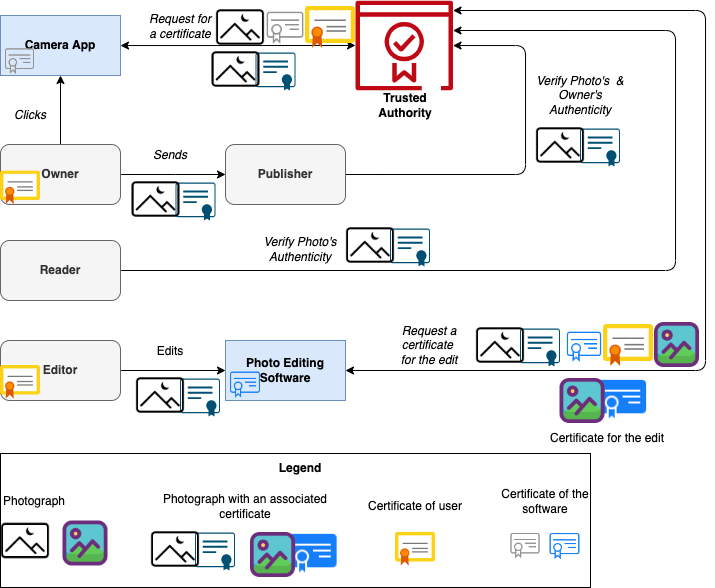 Request for
a certificate
Camera App
Trusted
Authority
Clicks
Verify Photo's &
Owner's
Authenticity
Sends
Owner
Publisher
Verify Photo's
Authenticity
Reader
Request a
certificate
for the edit
Edits
Editor
Photo Editing
Software
Certificate for the edit
Legend
Photograph
Photograph with an associated
certificate
Certificate of user
Certificate of the
software